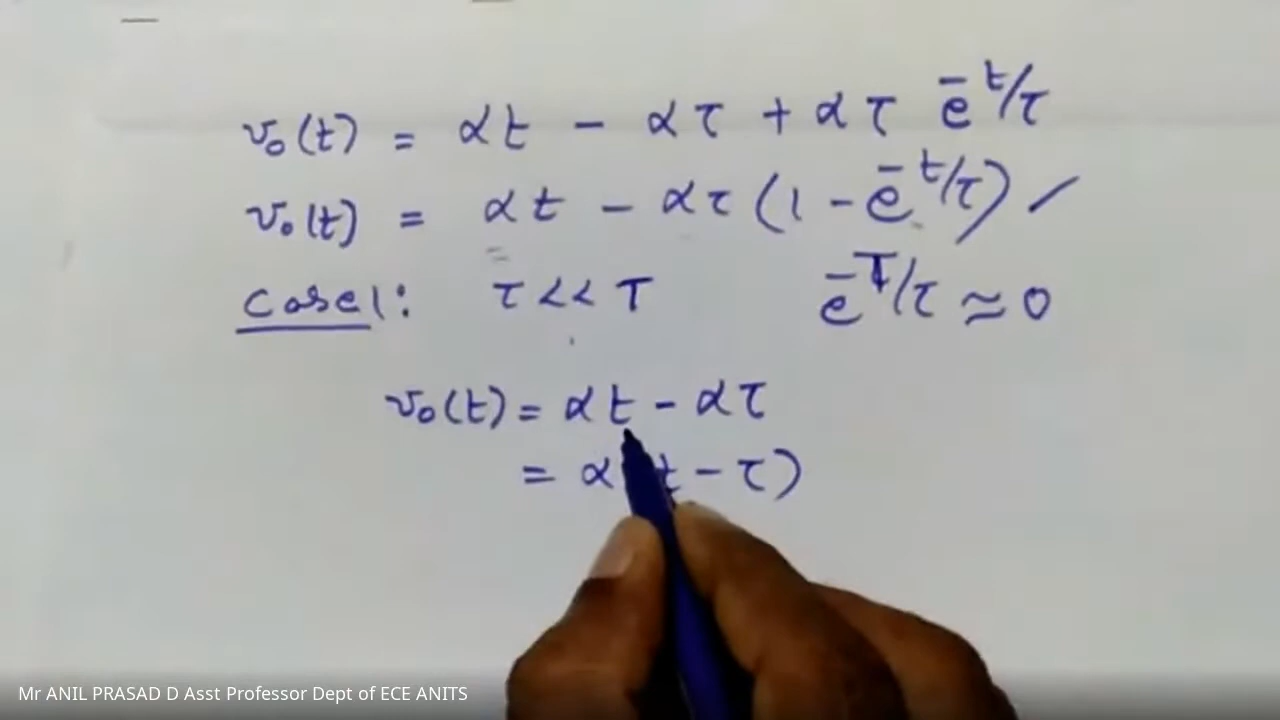 v₀(t) = αt - ατ + ατ e^-t/τ
v₀(t) = αt - ατ (1 - e^-t/τ) /
Case1: τ << T e^-T/τ ≈ 0
v₀(t) = αt - ατ
= α t - τ)
Mr ANIL PRASAD D Asst Professor Dept of ECE ANITS